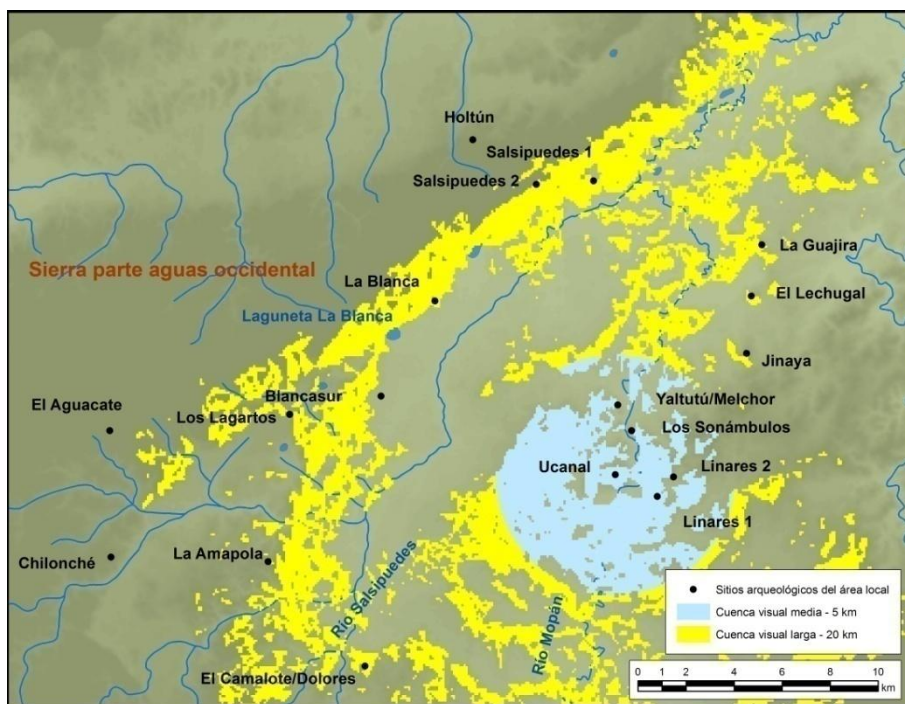 Holtún
Salsipuedes 1
Salsipuedes 2
La Guajira
Sierra parte aguas occidental
La Blanca
El Lechugal
Laguneta La Blanca
Jinaya
Biancasur
Yaltutú/Melchor
El Aguacate
Los Lagartos
Los Sonámbulos
Ucanal
Linares 2
Linares 1
La Amapola
Chilonché
Río Salsipuedes
Río Mopán
El Camalote/Dolores
Sitios arqueológicos del área local
Cuenca visual media - 5 km
Cuenca visual larga - 20 km
0 2 4 6 8 10
km